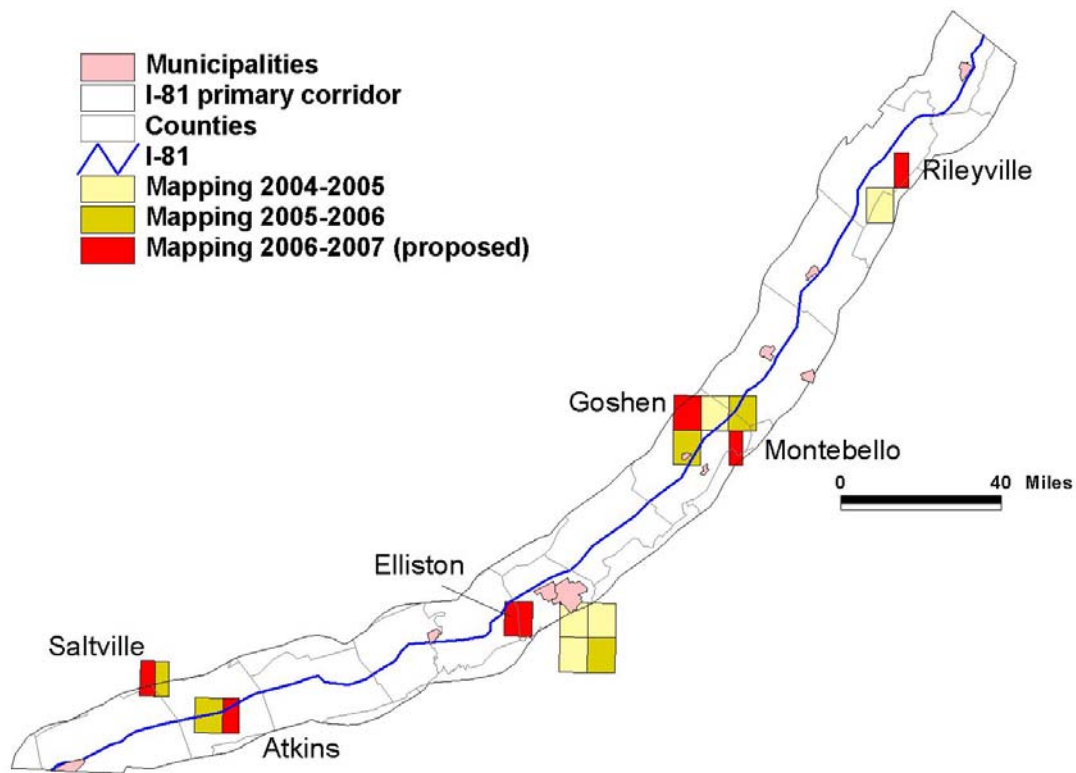 Municipalities
I-81 primary corridor
Counties
I-81
Mapping 2004-2005
Mapping 2005-2006
Mapping 2006-2007 (proposed)
Rileyville
Goshen
Montebello
0 40 Miles
Elliston
Saltville
Atkins